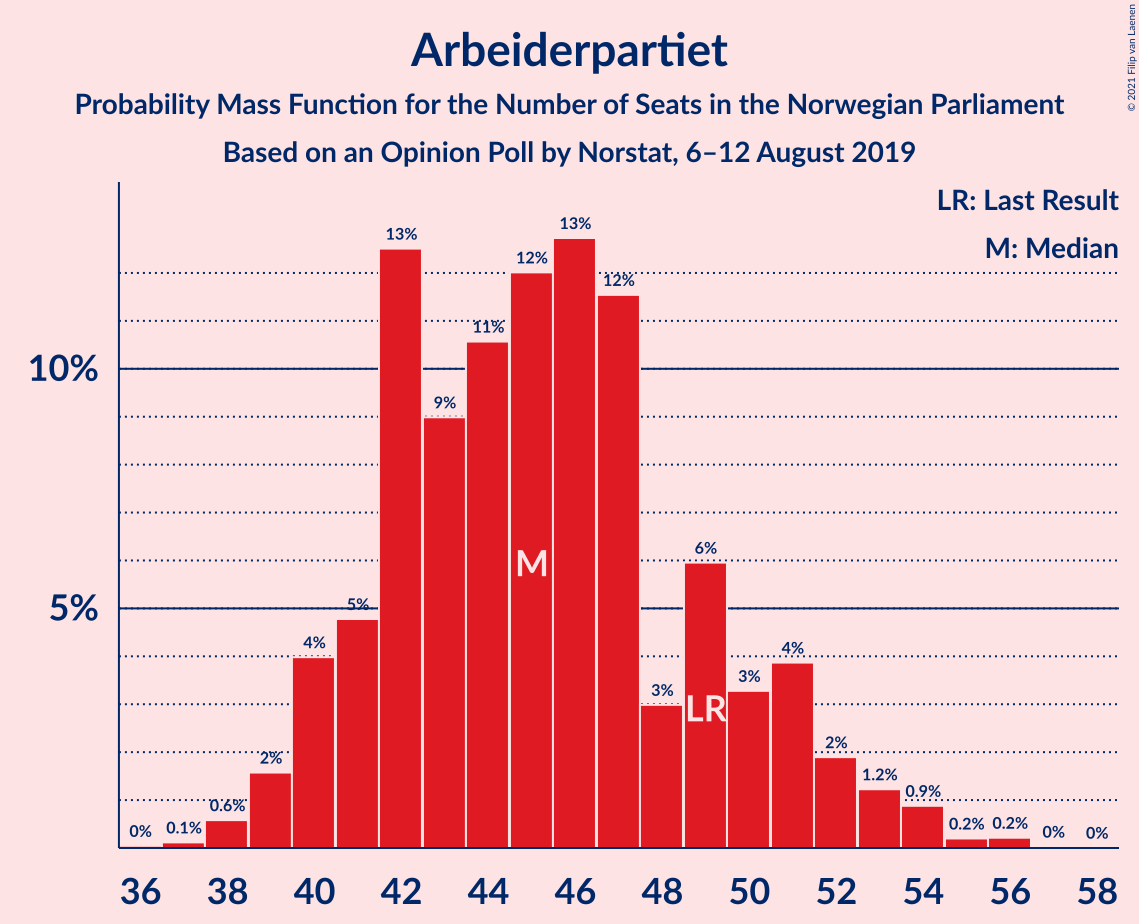 Arbeiderpartiet
Probability Mass Function for the Number of Seats in the Norwegian Parliament
Based on an Opinion Poll by Norstat, 6–12 August 2019
© 2021 Filip van Laenen
LR: Last Result
M: Median
10%
5%
0%
0.1%
0.6%
2%
4%
5%
13%
9%
11%
12%
13%
12%
3%
6%
3%
4%
2%
1.2%
0.9%
0.2%
0.2%
0%
0%
M
LR
36 38 40 42 44 46 48 50 52 54 56 58